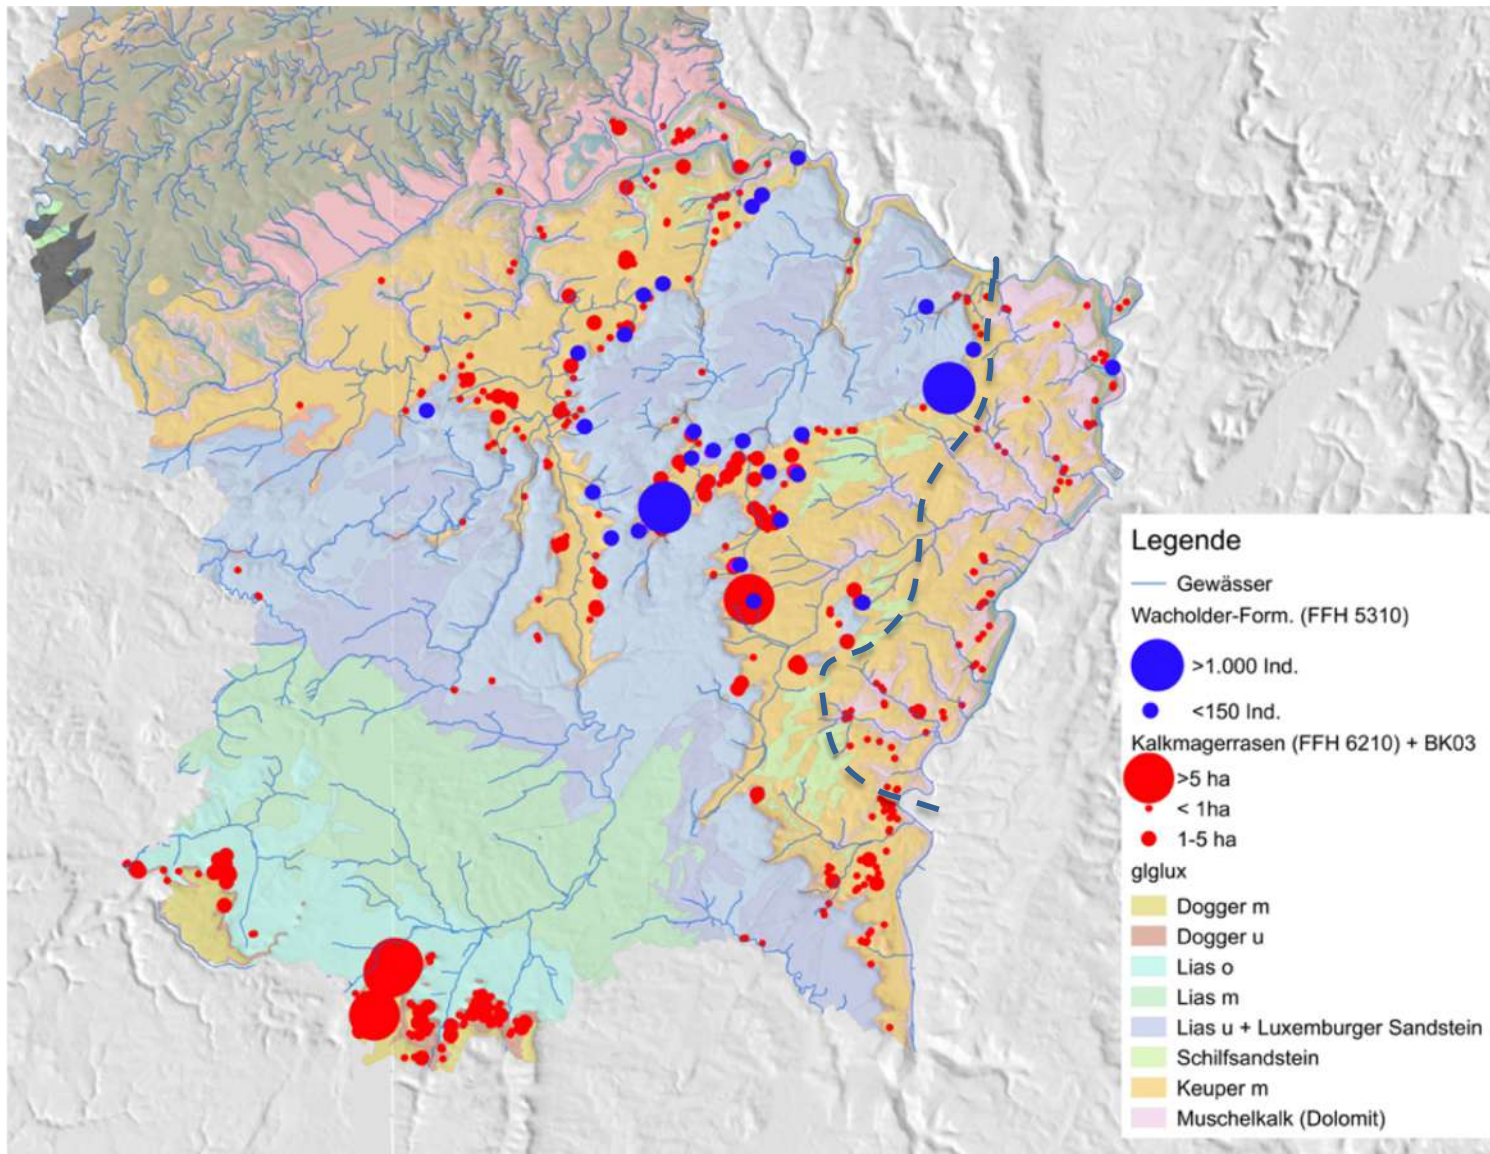 Legende
Gewässer
Wacholder-Form. (FFH 5310)
>1.000 Ind.
<150 Ind.
Kalkmagerrasen (FFH 6210) + BK03
>5 ha
< 1ha
1-5 ha
glglux
Dogger m
Dogger u
Lias o
Lias m
Lias u + Luxemburger Sandstein
Schilfsandstein
Keuper m
Muschelkalk (Dolomit)